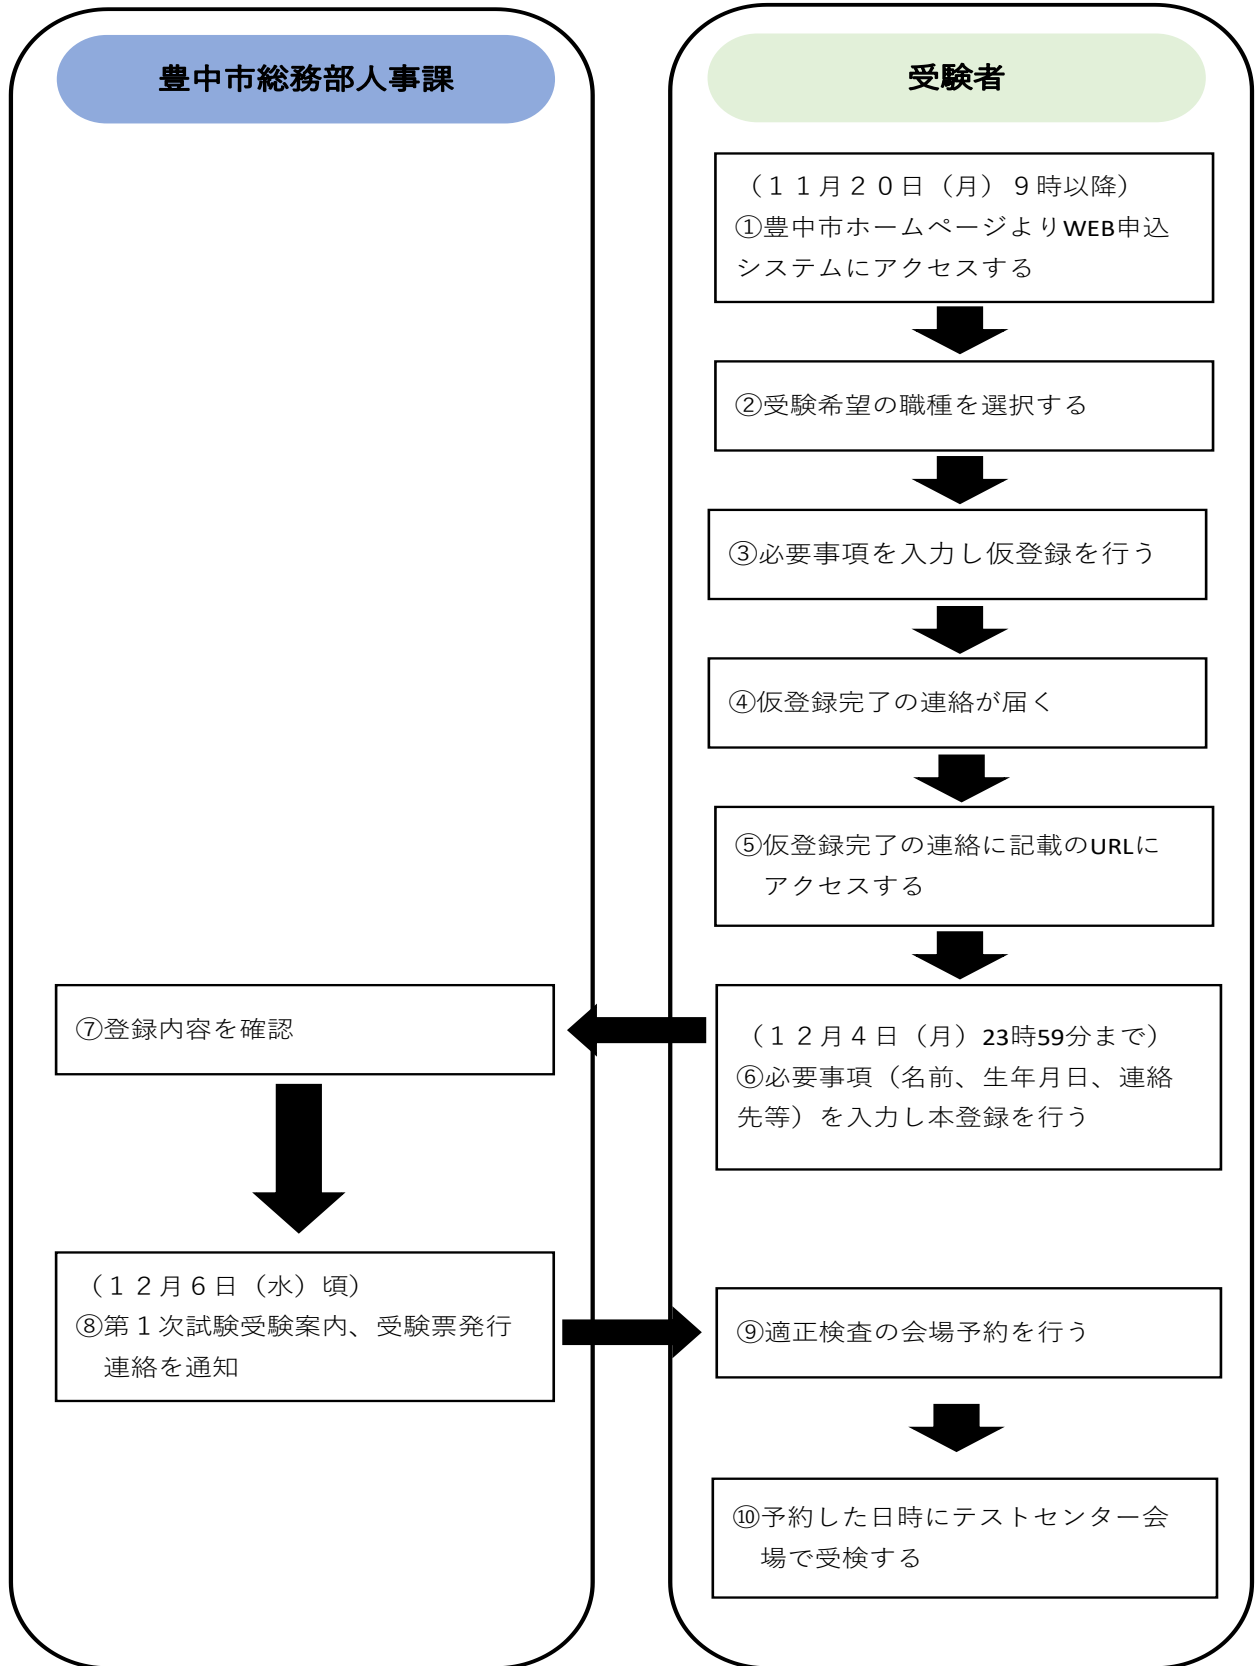 豊中市総務部人事課
受験者
（１１月２０日（月）９時以降）
①豊中市ホームページよりWEB申込
システムにアクセスする
②受験希望の職種を選択する
③必要事項を入力し仮登録を行う
④仮登録完了の連絡が届く
⑤仮登録完了の連絡に記載のURLに
アクセスする
（１２月４日（月）23時59分まで）
⑥必要事項（名前、生年月日、連絡
先等）を入力し本登録を行う
⑦登録内容を確認
（１２月６日（水）頃）
⑧第１次試験受験案内、受験票発行
連絡を通知
⑨適正検査の会場予約を行う
⑩予約した日時にテストセンター会
場で受検する